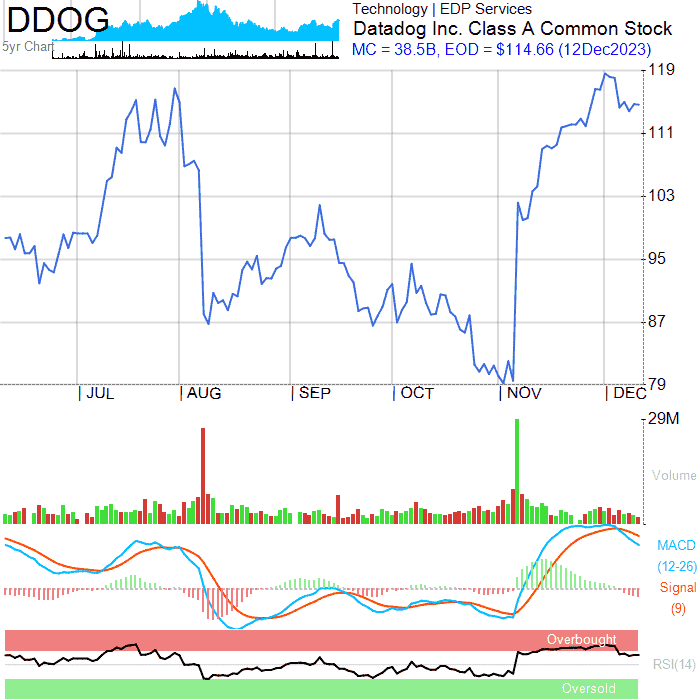 DDOG
Technology | EDP Services
Datadog Inc. Class A Common Stock
5yr Chart
MC = 38.5B, EOD = $114.66 (12Dec2023)
119
111
103
95
87
79
JUL
AUG
SEP
OCT
NOV
DEC
29M
Volume
MACD
(12-26)
Signal
(9)
Overbought
RSI(14)
Oversold